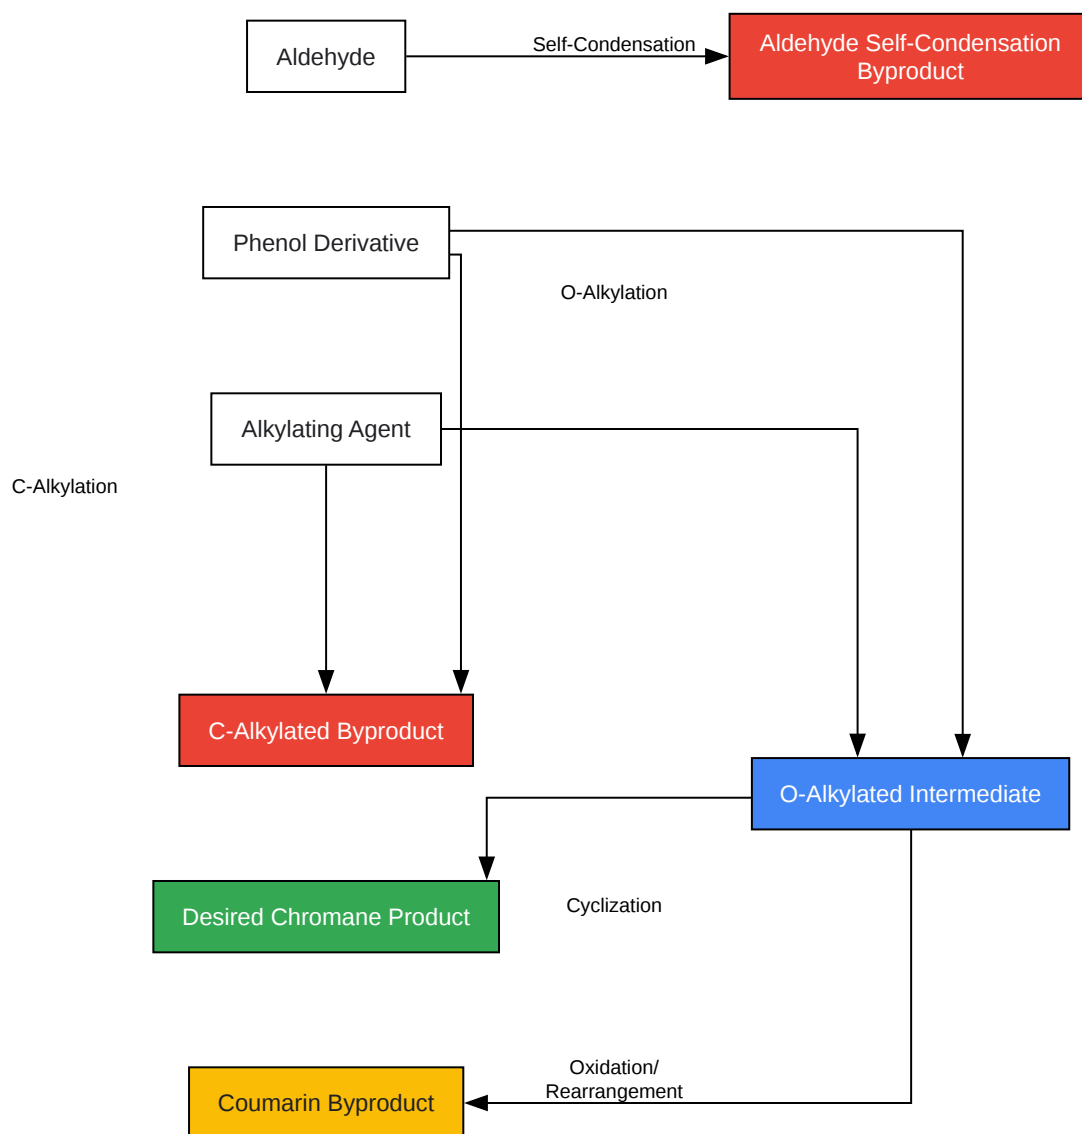 Aldehyde
Self-Condensation
Aldehyde Self-Condensation
Byproduct
Phenol Derivative
O-Alkylation
Alkylating Agent
C-Alkylation
C-Alkylated Byproduct
O-Alkylated Intermediate
Desired Chromane Product
Cyclization
Oxidation/
Rearrangement
Coumarin Byproduct